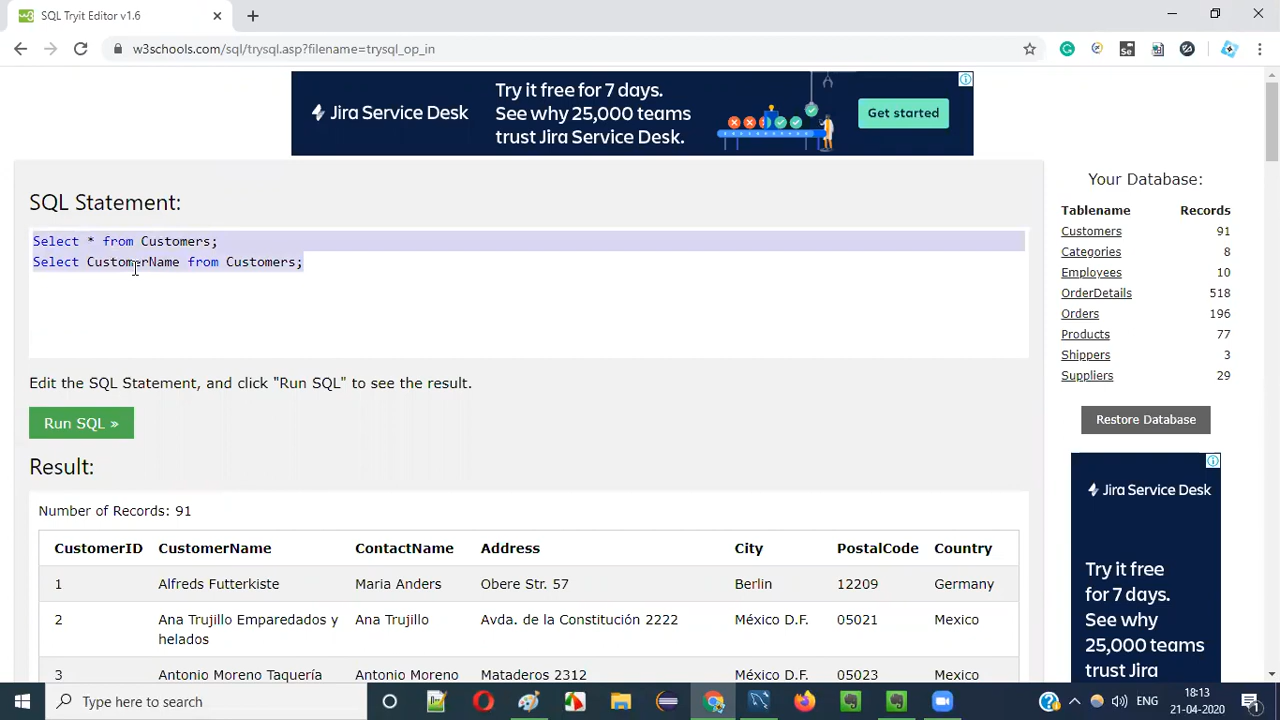 SQL Tryit Editor v1.6
w3schools.com/sql/trysql.asp?filename=trysql_op_in
Jira Service Desk
Try it free for 7 days.
See why 25,000 teams
trust Jira Service Desk.
Get started
SQL Statement:
Select * from Customers;
Select CustomerName from Customers;
Edit the SQL Statement, and click "Run SQL" to see the result.
Run SQL »
Result:
Number of Records: 91
CustomerID CustomerName ContactName Address City PostalCode Country
1 Alfreds Futterkiste Maria Anders Obere Str. 57 Berlin 12209 Germany
2 Ana Trujillo Emparedados y helados Ana Trujillo Avda. de la Constitución 2222 México D.F. 05021 Mexico
3 Antonio Moreno Taquería Antonio Moreno Mataderos 2312 México D.F. 05023 Mexico
Your Database:
Tablename Records
Customers 91
Categories 8
Employees 10
OrderDetails 518
Orders 196
Products 77
Shippers 3
Suppliers 29
Restore Database
Jira Service Desk
Try it free
for 7 days.
See why
25,000 teams
trust Jira
Type here to search
ENG
18:13
21-04-2020